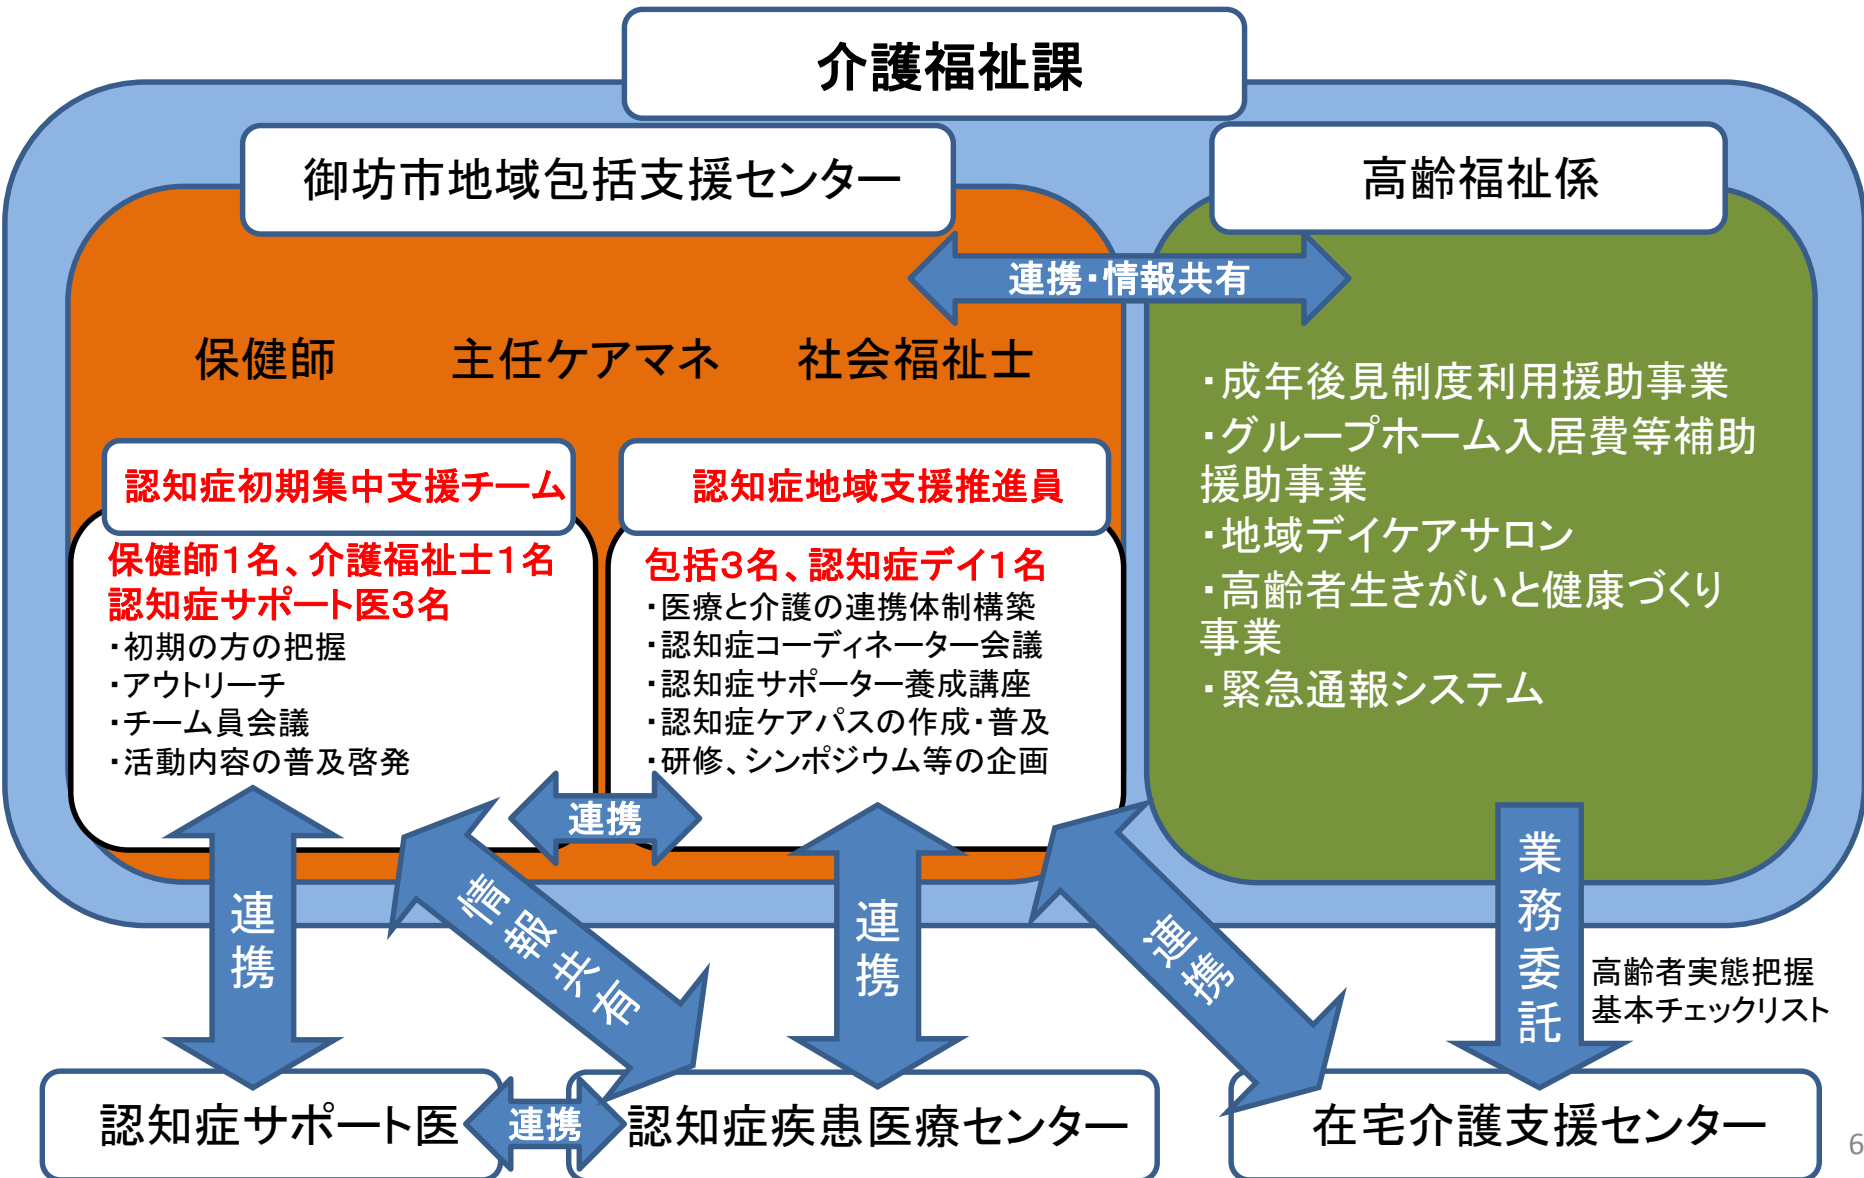 介護福祉課
御坊市地域包括支援センター
高齢福祉係
連携・情報共有
保健師
主任ケアマネ
社会福祉士
認知症初期集中支援チーム
保健師１名、介護福祉士１名
認知症サポート医３名
・初期の方の把握
・アウトリーチ
・チーム員会議
・活動内容の普及啓発
認知症地域支援推進員
包括３名、認知症デイ１名
・医療と介護の連携体制構築
・認知症コーディネーター会議
・認知症サポーター養成講座
・認知症ケアパスの作成・普及
・研修、シンポジウム等の企画
・成年後見制度利用援助事業
・グループホーム入居費等補助
援助事業
・地域デイケアサロン
・高齢者生きがいと健康づくり
事業
・緊急通報システム
連携
連携
情報共有
連携
連携
業務委託
高齢者実態把握
基本チェックリスト
認知症サポート医
連携
認知症疾患医療センター
在宅介護支援センター
6